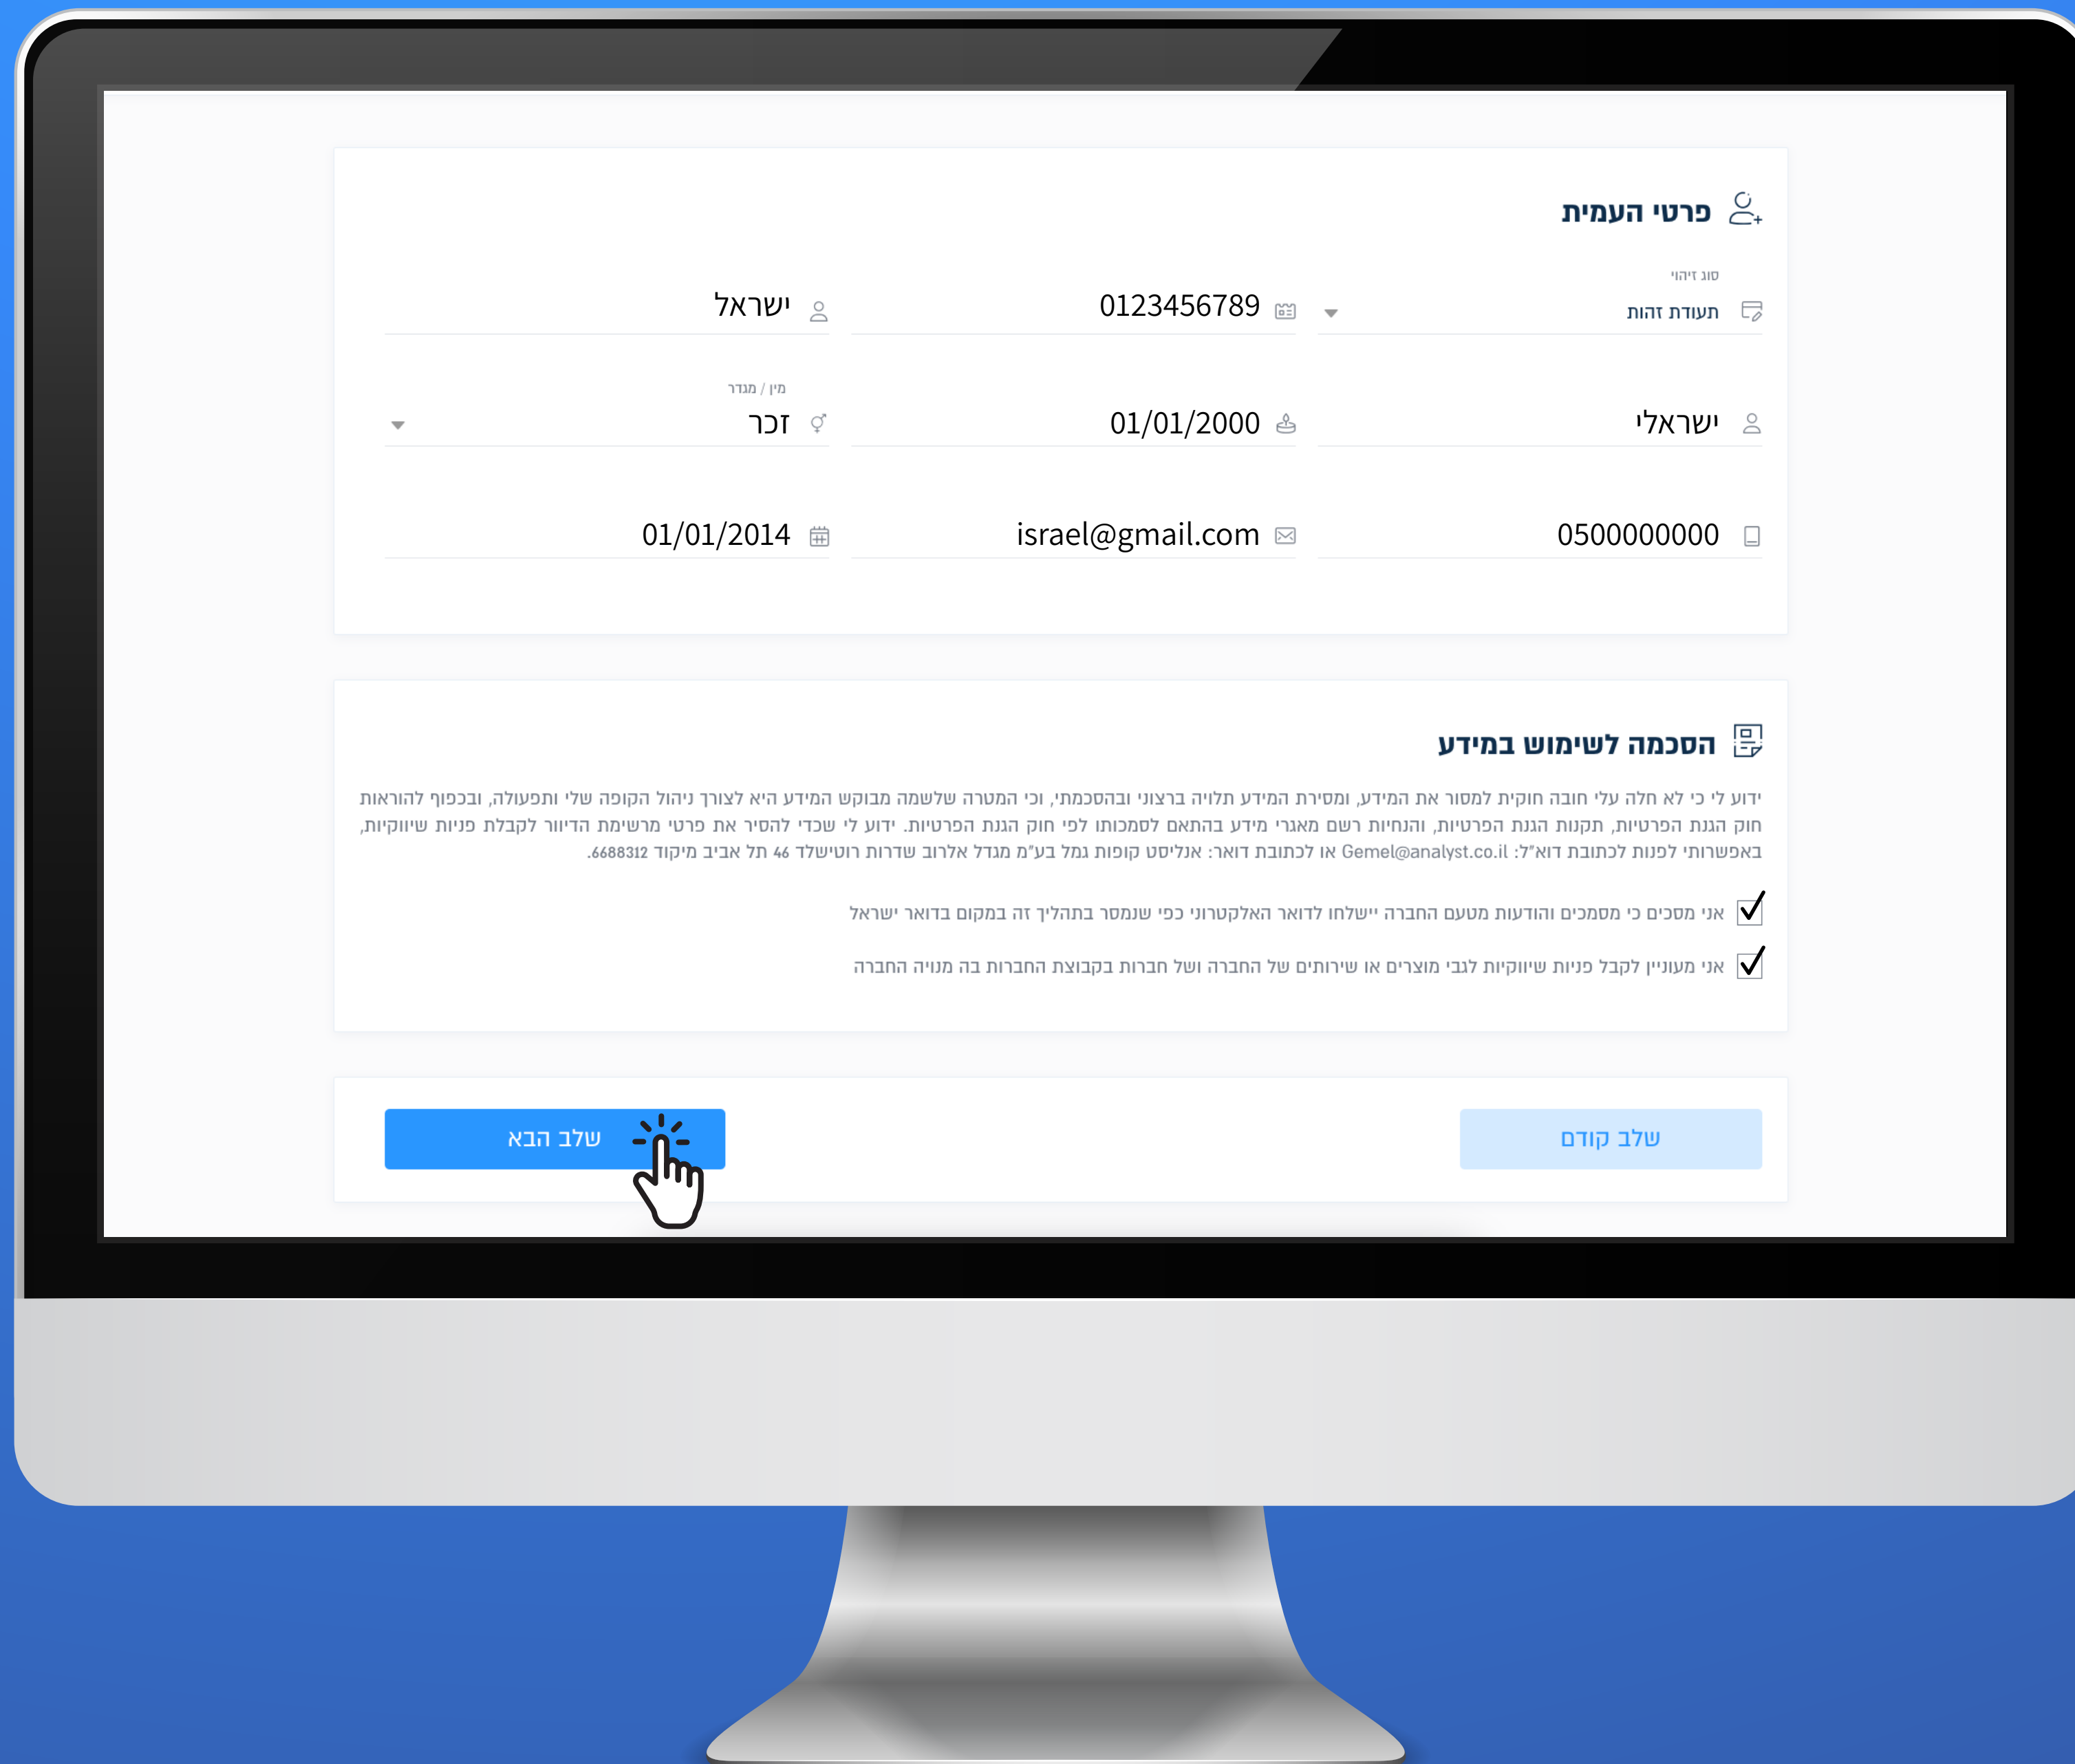 פרטי העמית
סוג זיהוי
תעודת זהות
0123456789
ישראל
ישראלי
01/01/2000
מין / מגדר
זכר
0500000000
israel@gmail.com
01/01/2014
הסכמה לשימוש במידע
ידוע לי כי לא חלה עלי חובה חוקית למסור את המידע, ומסירת המידע תלויה ברצוני ובהסכמתי, וכי המטרה שלשמה מבוקש המידע היא לצורך ניהול הקופה שלי ותפעולה, ובכפוף להוראות
חוק הגנת הפרטיות, תקנות הגנת הפרטיות, והנחיות רשם מאגרי מידע בהתאם לסמכותו לפי חוק הגנת הפרטיות. ידוע לי שכדי להסיר את פרטי מרשימת הדיוור לקבלת פניות שיווקיות,
באפשרותי לפנות לכתובת דוא"ל: Gemel@analyst.co.il או לכתובת דואר: אנליסט קופות גמל בע"מ מגדל אלרוב שדרות רוטישלד 46 תל אביב מיקוד 6688312.
אני מסכים כי מסמכים והודעות מטעם החברה יישלחו לדואר האלקטרוני כפי שנמסר בתהליך זה במקום בדואר ישראל
אני מעוניין לקבל פניות שיווקיות לגבי מוצרים או שירותים של החברה ושל חברות בקבוצת החברות בה מנויה החברה
שלב קודם
שלב הבא